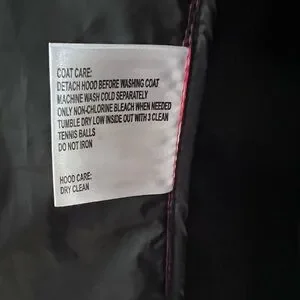 COAT CARE:
DETACH HOOD BEFORE WASHING COAT
MACHINE WASH COLD SEPARATELY
ONLY NON-CHLORINE BLEACH WHEN NEEDED
TUMBLE DRY LOW INSIDE OUT WITH 3 CLEAN
TENNIS BALLS
DO NOT IRON
HOOD CARE:
DRY CLEAN